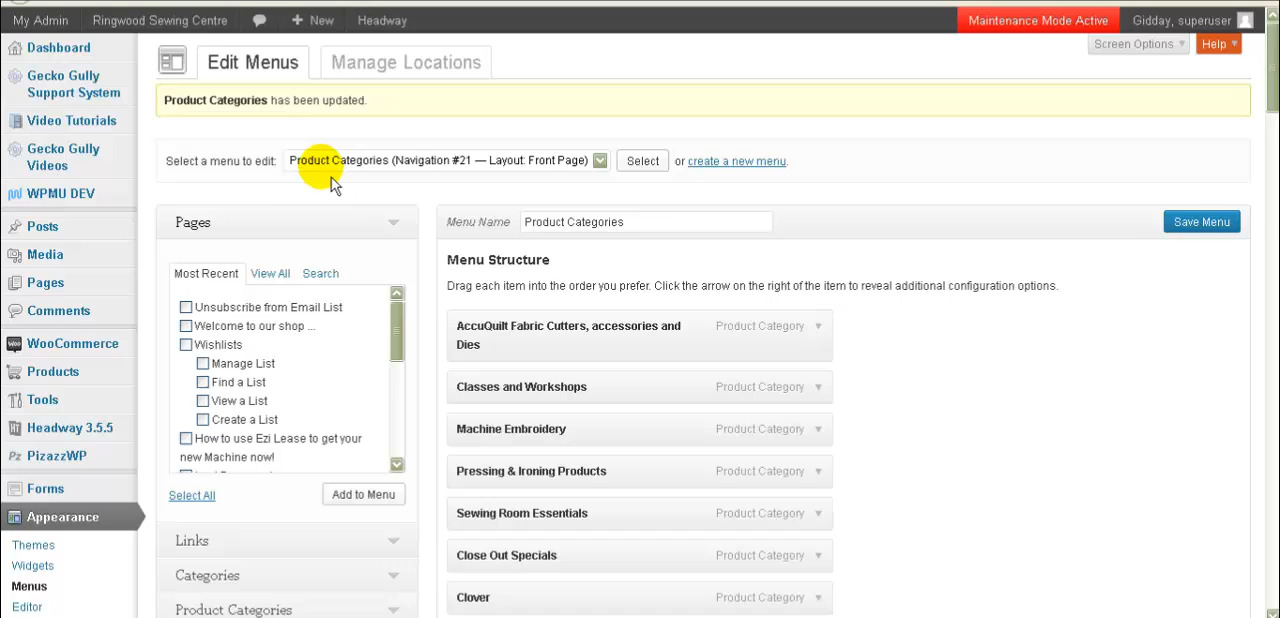 My Admin
Ringwood Sewing Centre
New
Headway
Maintenance Mode Active
Gidday, superuser
Dashboard
Gecko Gully
Support System
Video Tutorials
Gecko Gully
Videos
WPMU DEV
Posts
Media
Pages
Comments
WooCommerce
Products
Tools
Headway 3.5.5
PizazzWP
Forms
Appearance
Themes
Widgets
Menus
Editor
Edit Menus
Manage Locations
Screen Options
Help
Product Categories has been updated.
Select a menu to edit: Product Categories (Navigation #21 — Layout: Front Page) Select or create a new menu.
Pages
Most Recent View All Search
Unsubscribe from Email List
Welcome to our shop ...
Wishlists
Manage List
Find a List
View a List
Create a List
How to use Ezi Lease to get your
new Machine now!
Select All
Add to Menu
Links
Categories
Product Categories
Menu Name Product Categories
Save Menu
Menu Structure
Drag each item into the order you prefer. Click the arrow on the right of the item to reveal additional configuration options.
AccuQuilt Fabric Cutters, accessories and
Dies
Product Category
Classes and Workshops Product Category
Machine Embroidery Product Category
Pressing & Ironing Products Product Category
Sewing Room Essentials Product Category
Close Out Specials Product Category
Clover Product Category